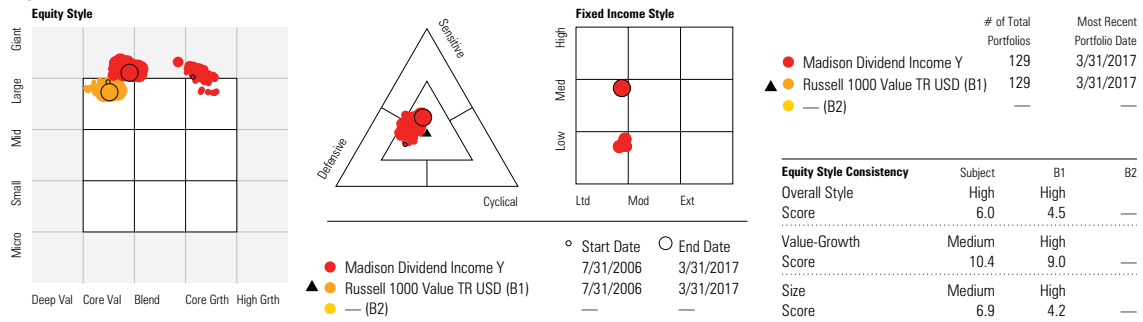 Equity Style
Giant
Large
Mid
Small
Micro
Deep Val Core Val Blend Core Grth High Grth
Sensitive
Defensive
Cyclical
Fixed Income Style
High
Med
Low
Ltd Mod Ext
Start Date End Date
Madison Dividend Income Y 7/31/2006 3/31/2017
Russell 1000 Value TR USD (B1) 7/31/2006 3/31/2017
— (B2) — —
# of Total Most Recent
Portfolios Portfolio Date
Madison Dividend Income Y 129 3/31/2017
Russell 1000 Value TR USD (B1) 129 3/31/2017
— (B2) — —
Equity Style Consistency Subject B1 B2
Overall Style High High
Score 6.0 4.5 —
Value-Growth Medium High
Score 10.4 9.0 —
Size Medium High
Score 6.9 4.2 —